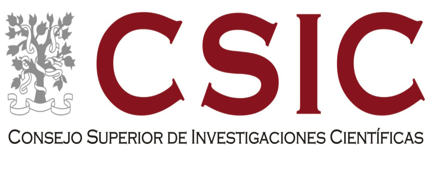 CSIC
CONSEJO SUPERIOR DE INVESTIGACIONES CIENTÍFICAS